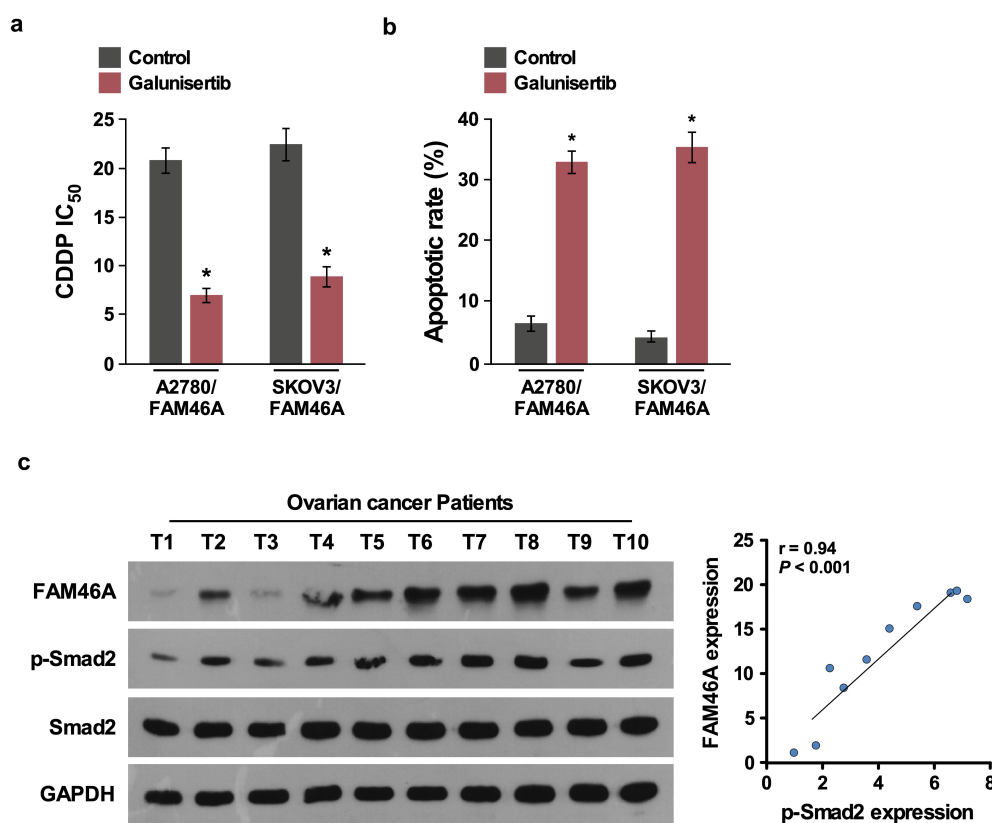 a
Control
Galunisertib
25
20
15
10
5
0
CDDP IC50
*
*
A2780/
FAM46A
SKOV3/
FAM46A
b
Control
Galunisertib
40
30
20
10
0
Apoptotic rate (%)
*
*
A2780/
FAM46A
SKOV3/
FAM46A
c
Ovarian cancer Patients
T1 T2 T3 T4 T5 T6 T7 T8 T9 T10
FAM46A
p-Smad2
Smad2
GAPDH
r = 0.94
P < 0.001
25
20
15
10
5
0
FAM46A expression
0 2 4 6 8
p-Smad2 expression